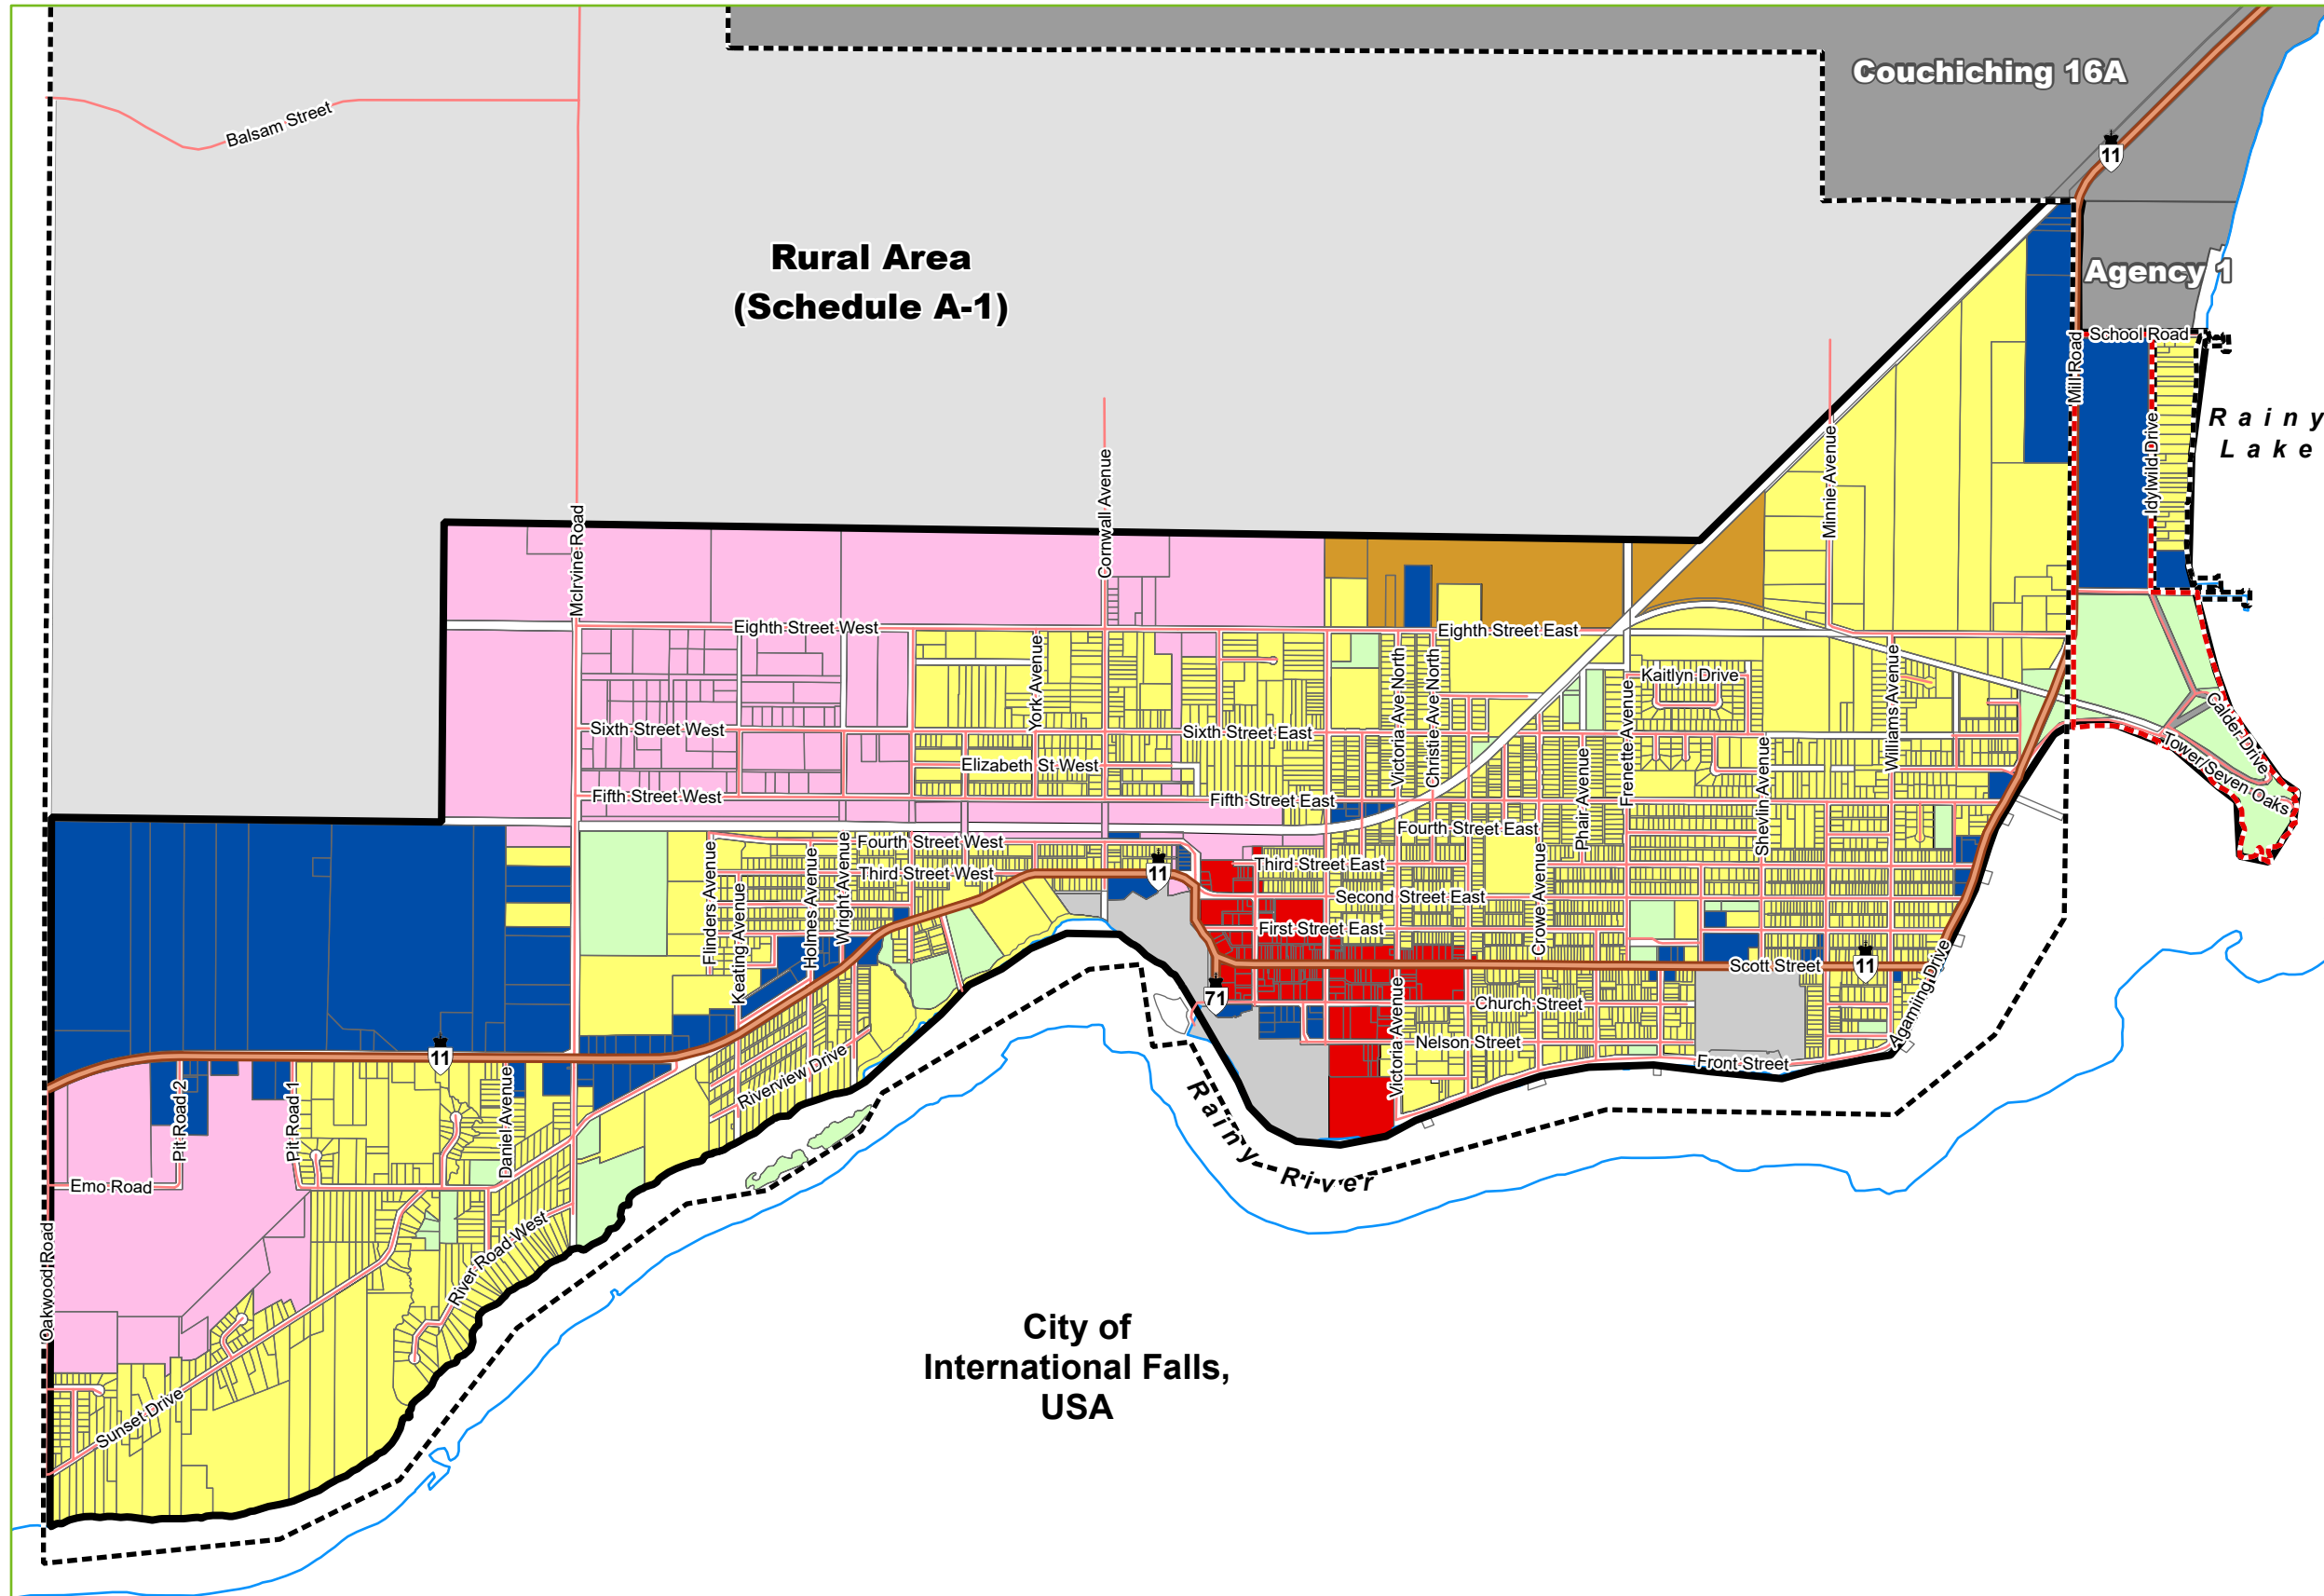 Couchiching 16A
Balsam Street
11
Rural Area
(Schedule A-1)
Agency 1
School Road
Mill Road
Idylwild Drive
Rainy
Lake
Minnie Avenue
McIrvine Road
Cornwall Avenue
Eighth Street West
Eighth Street East
York Avenue
Victoria Ave North
Christie Ave North
Kaitlyn Drive
Frenette Avenue
Williams Avenue
Calder Drive
Tower/Seven Oaks
Sixth Street West
Sixth Street East
Elizabeth St West
Fifth Street West
Fifth Street East
Phair Avenue
Shevlin Avenue
Fourth Street West
Fourth Street East
Flinders Avenue
Keating Avenue
Holmes Avenue
Wright Avenue
Third Street West
11
Third Street East
Second Street East
Crowe Avenue
First Street East
Scott Street
11
Agamiing Drive
71
Church Street
Victoria Avenue
Nelson Street
Front Street
11
Pit Road 2
Pit Road 1
Daniel Avenue
Riverview Drive
Rainy River
Emo Road
Oakwood Road
River Road West
Sunset Drive
City of
International Falls,
USA